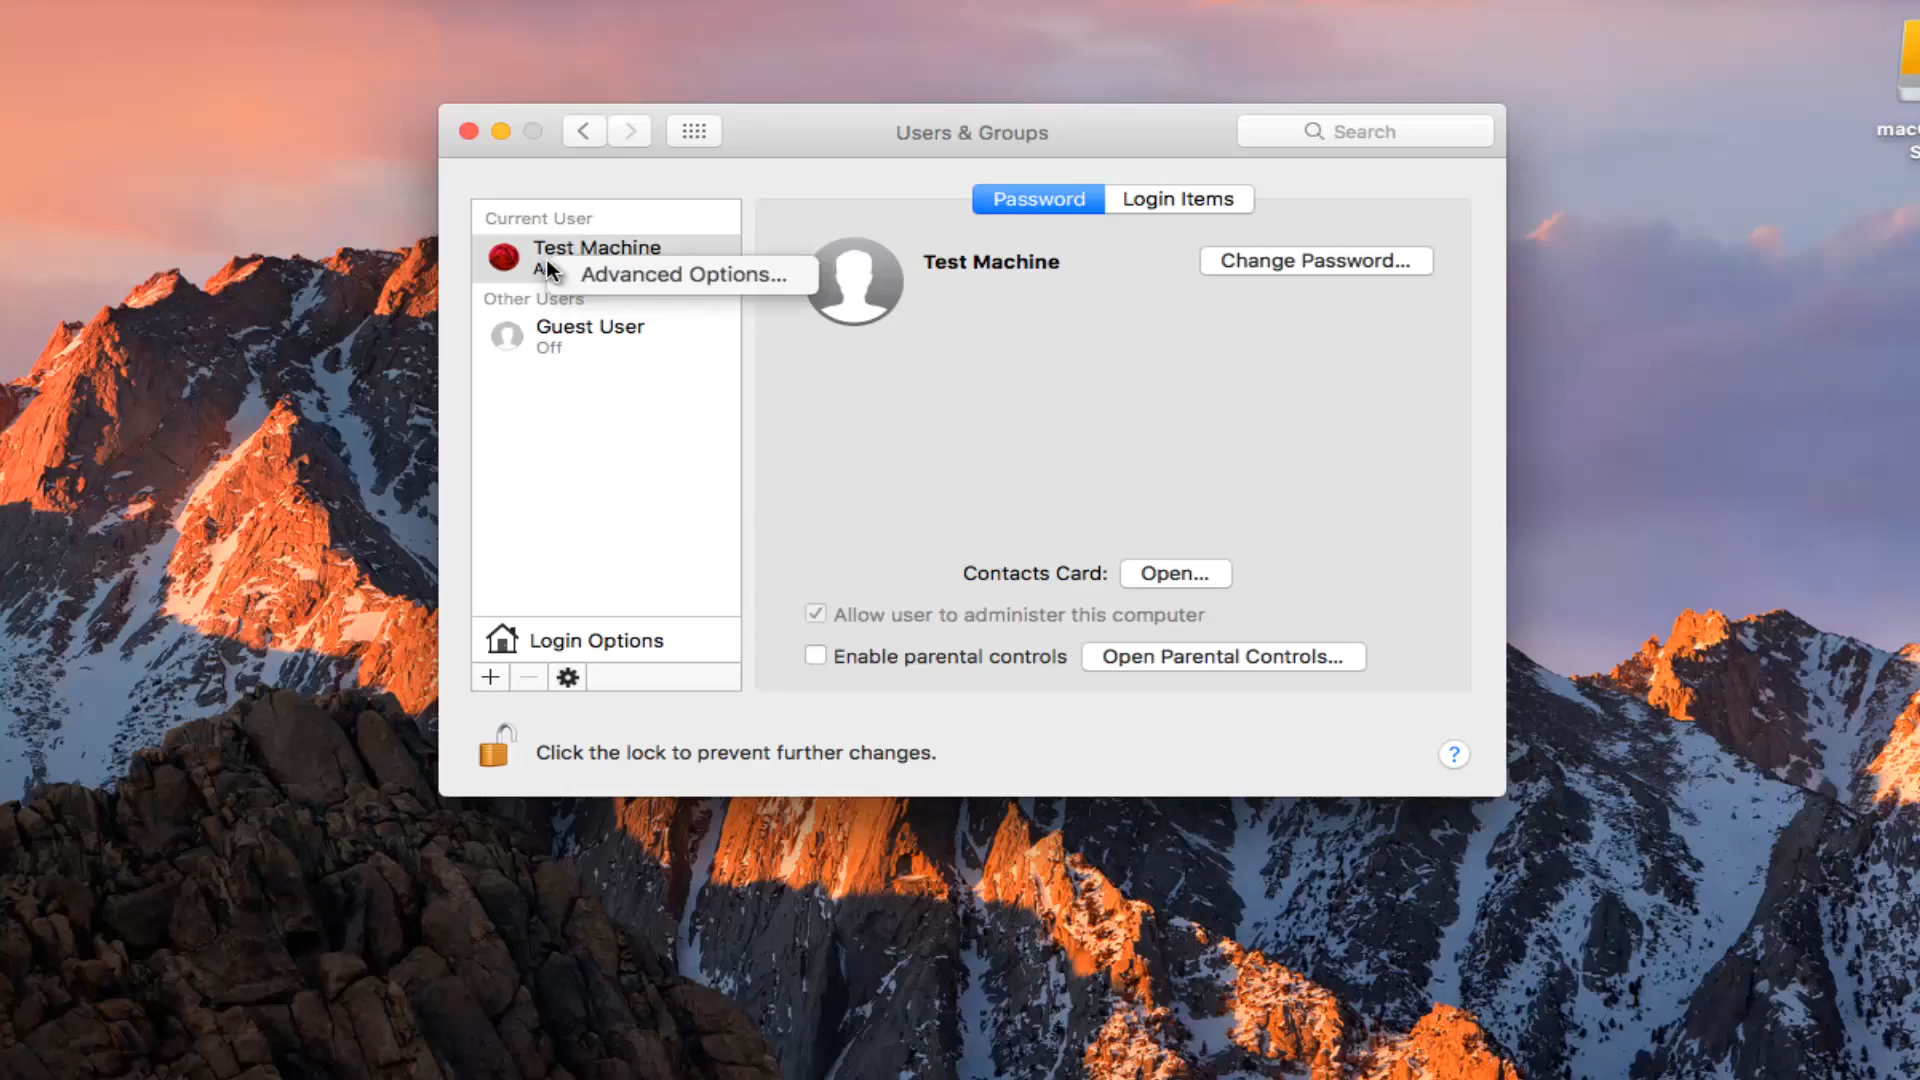 Users & Groups
Search
Password
Login Items
Current User
Test Machine
Advanced Options...
Other Users
Guest User
Off
Test Machine
Change Password...
Contacts Card:
Open...
Allow user to administer this computer
Enable parental controls
Open Parental Controls...
Login Options
Click the lock to prevent further changes.
?